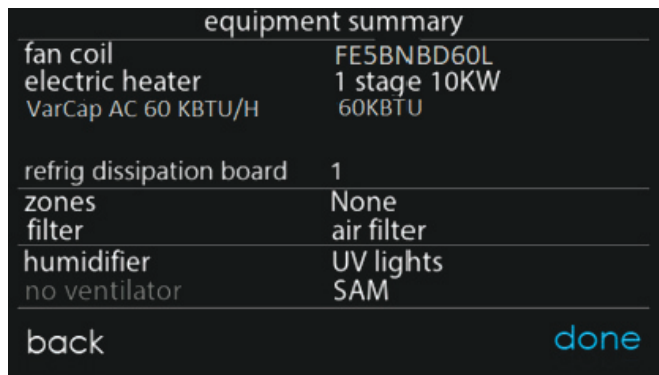 equipment summary
fan coil FE5BNBD60L
electric heater 1 stage 10KW
VarCap AC 60 KBTU/H 60KBTU
refrig dissipation board 1
zones None
filter air filter
humidifier UV lights
no ventilator SAM
back done